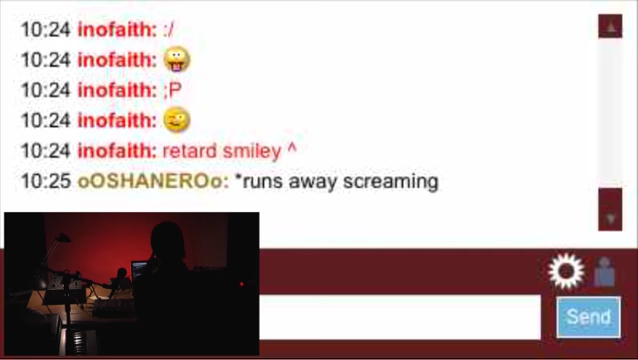 10:24 inofaith: :/
10:24 inofaith:
10:24 inofaith: ;P
10:24 inofaith:
10:24 inofaith: retard smiley ^
10:25 oOSHANEROo: *runs away screaming
Send